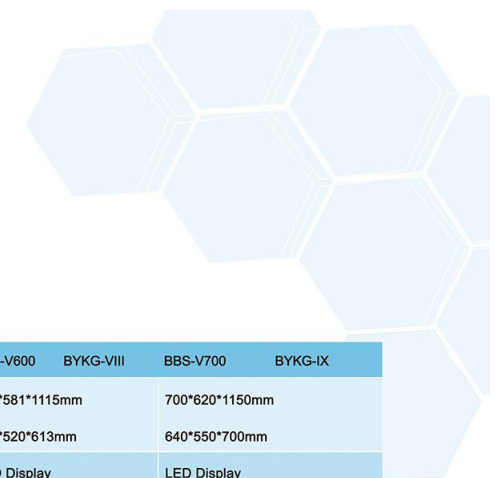 -V600 BYKG-VIII BBS-V700 BYKG-IX
*581*1115mm 700*620*1150mm
*520*613mm 640*550*700mm
Display LED Display